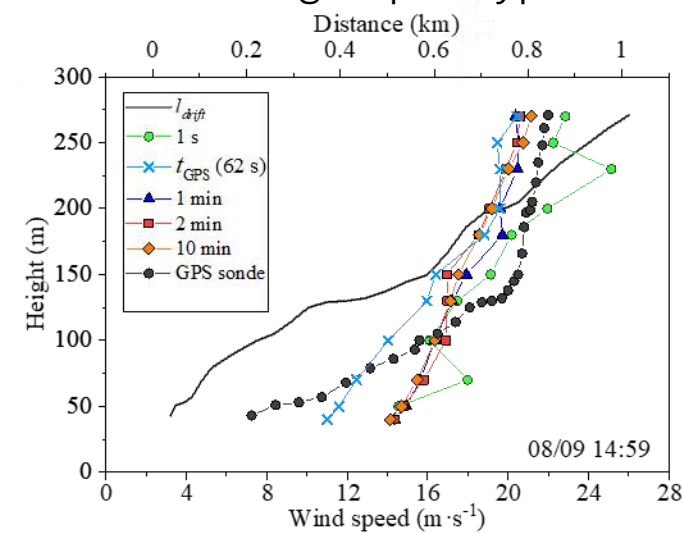 Distance (km)
0 0.2 0.4 0.6 0.8 1
300
250
200
150
100
50
0
Height (m)
l_drift
1 s
t_GPS (62 s)
1 min
2 min
10 min
GPS sonde
08/09 14:59
0 4 8 12 16 20 24 28
Wind speed (m·s⁻¹)